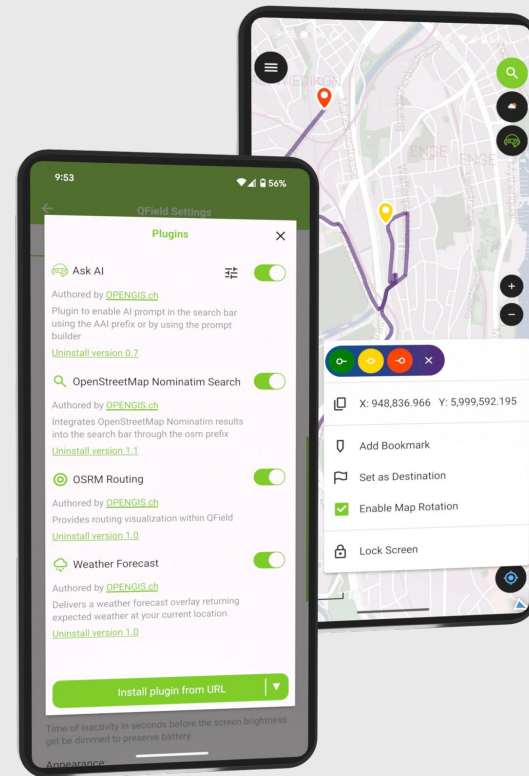 9:53
56%
QField Settings
Plugins
Ask AI
Authored by OPENGIS.ch
Plugin to enable AI prompt in the search bar
using the AAI prefix or by using the prompt
builder
Uninstall version 0.7
OpenStreetMap Nominatim Search
Authored by OPENGIS.ch
Integrates OpenStreetMap Nominatim results
into the search bar through the osm prefix
Uninstall version 1.1
OSRM Routing
Authored by OPENGIS.ch
Provides routing visualization within QField
Uninstall version 1.0
Weather Forecast
Authored by OPENGIS.ch
Delivers a weather forecast overlay returning
expected weather at your current location.
Uninstall version 1.0
Install plugin from URL
Time of inactivity in seconds before the screen brightness
get be dimmed to preserve battery.
Appearance:
ENGE
ENGE
X: 948,836.966 Y: 5,999,592.195
Add Bookmark
Set as Destination
Enable Map Rotation
Lock Screen